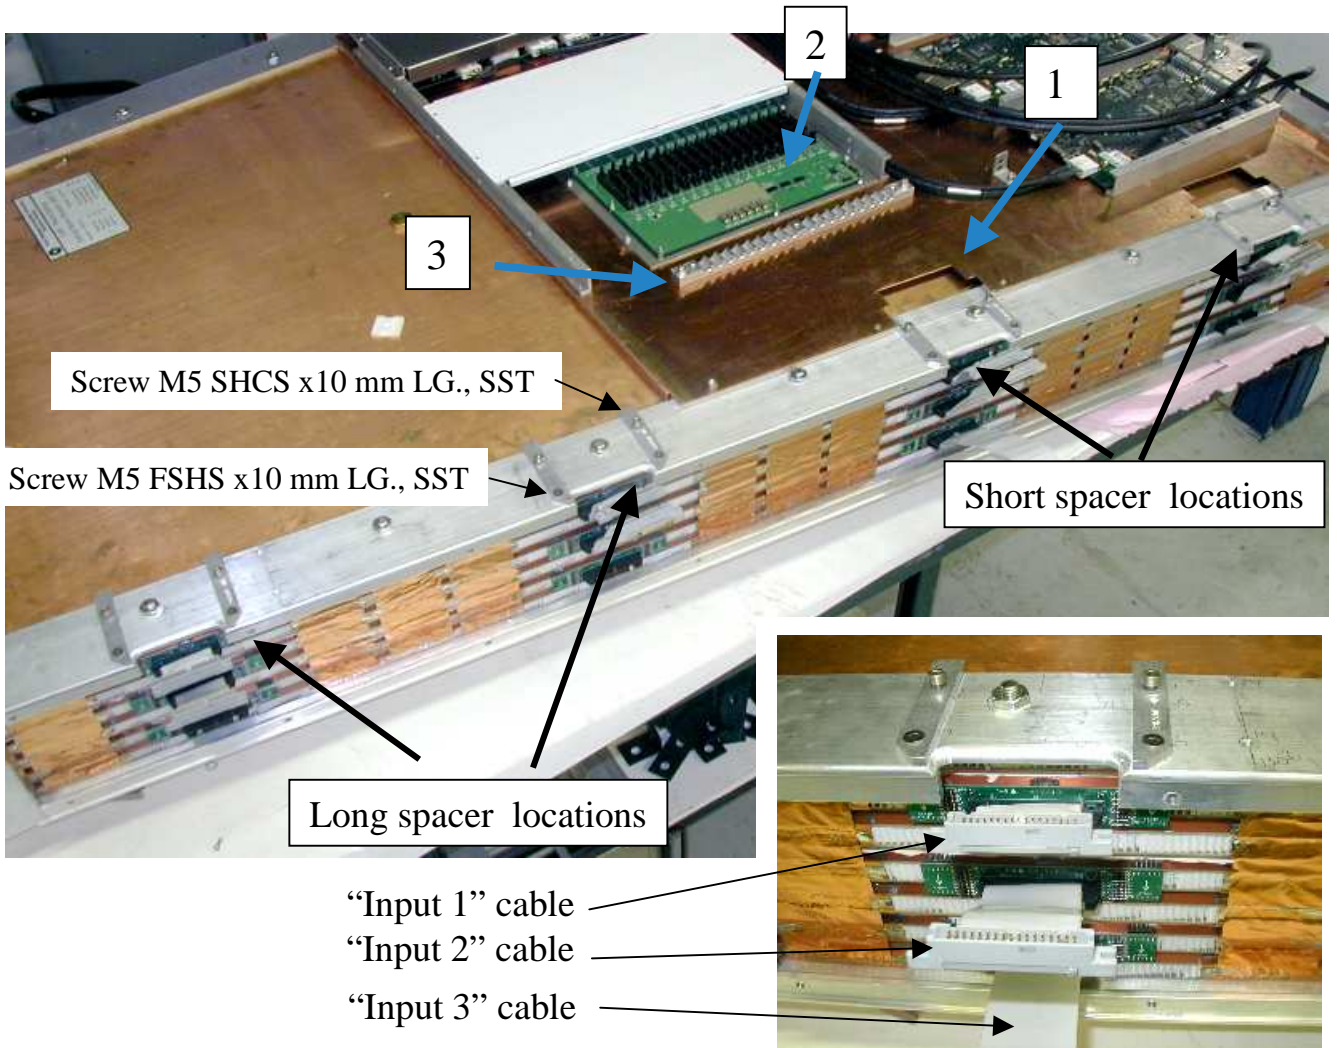 2
1
3
Screw M5 SHCS x10 mm LG., SST
Screw M5 FSHS x10 mm LG., SST
Short spacer locations
Long spacer locations
“Input 1” cable
“Input 2” cable
“Input 3” cable